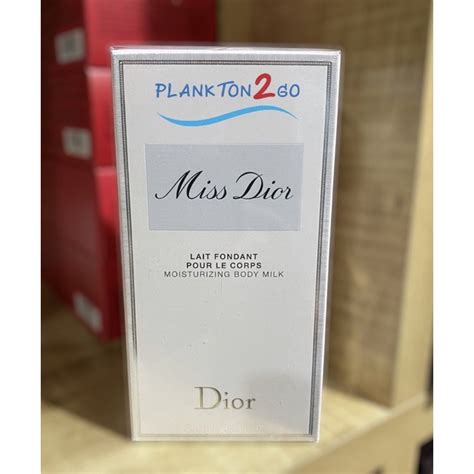 PLANKTON2GO
Miss Dior
LAIT FONDANT
POUR LE CORPS
MOISTURIZING BODY MILK
Dior